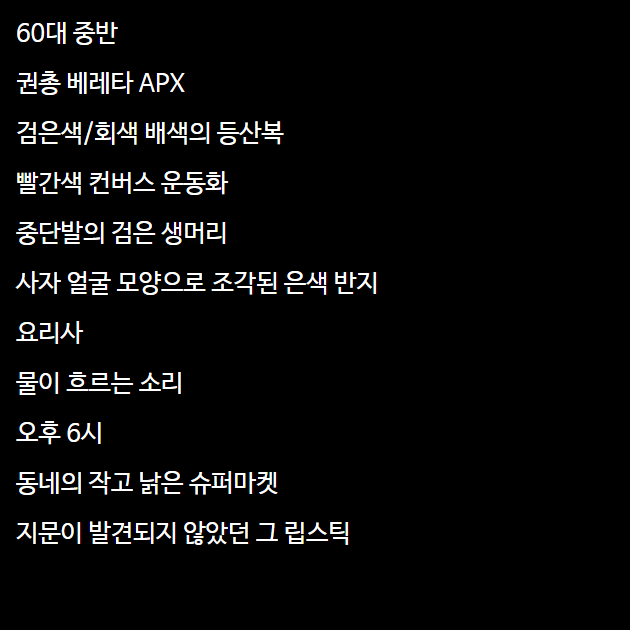 60대 중반
권총 베레타 APX
검은색/회색 배색의 등산복
빨간색 컨버스 운동화
중단발의 검은 생머리
사자 얼굴 모양으로 조각된 은색 반지
요리사
물이 흐르는 소리
오후 6시
동네의 작고 낡은 슈퍼마켓
지문이 발견되지 않았던 그 립스틱